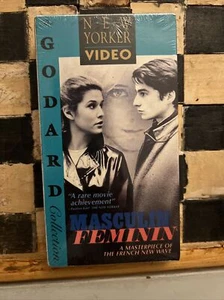 NEW
YORKER
VIDEO
GODARD
Collection
"A rare movie
achievement"
MASCULIN
FEMININ
A MASTERPIECE OF
THE FRENCH NEW WAVE